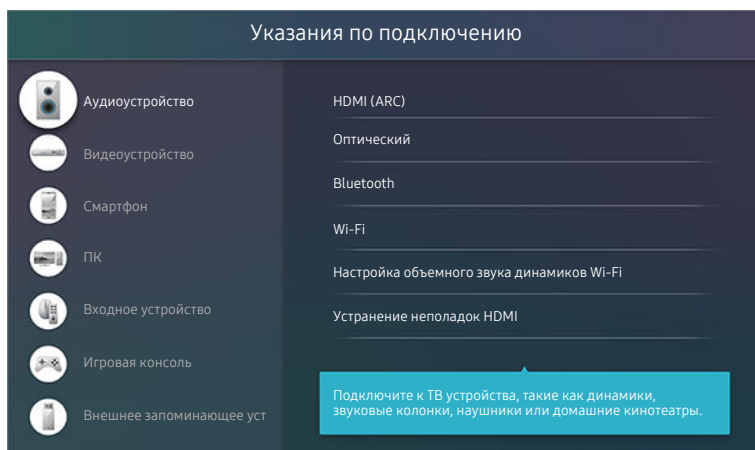 Указания по подключению
Аудиоустройство
Видеоустройство
Смартфон
ПК
Входное устройство
Игровая консоль
Внешнее запоминающее уст
HDMI (ARC)
Оптический
Bluetooth
Wi-Fi
Настройка объемного звука динамиков Wi-Fi
Устранение неполадок HDMI
Подключите к ТВ устройства, такие как динамики,
звуковые колонки, наушники или домашние кинотеатры.